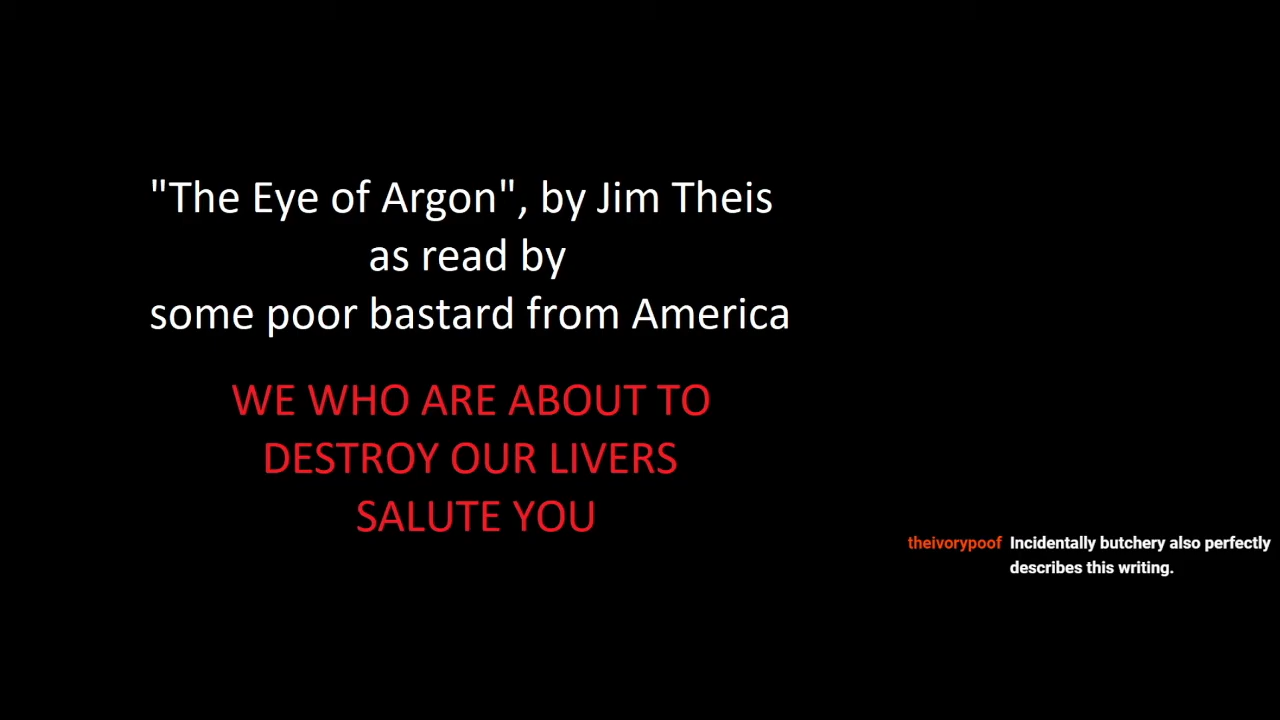 "The Eye of Argon", by Jim Theis
as read by
some poor bastard from America
WE WHO ARE ABOUT TO
DESTROY OUR LIVERS
SALUTE YOU
theivorypoof Incidentally butchery also perfectly
describes this writing.